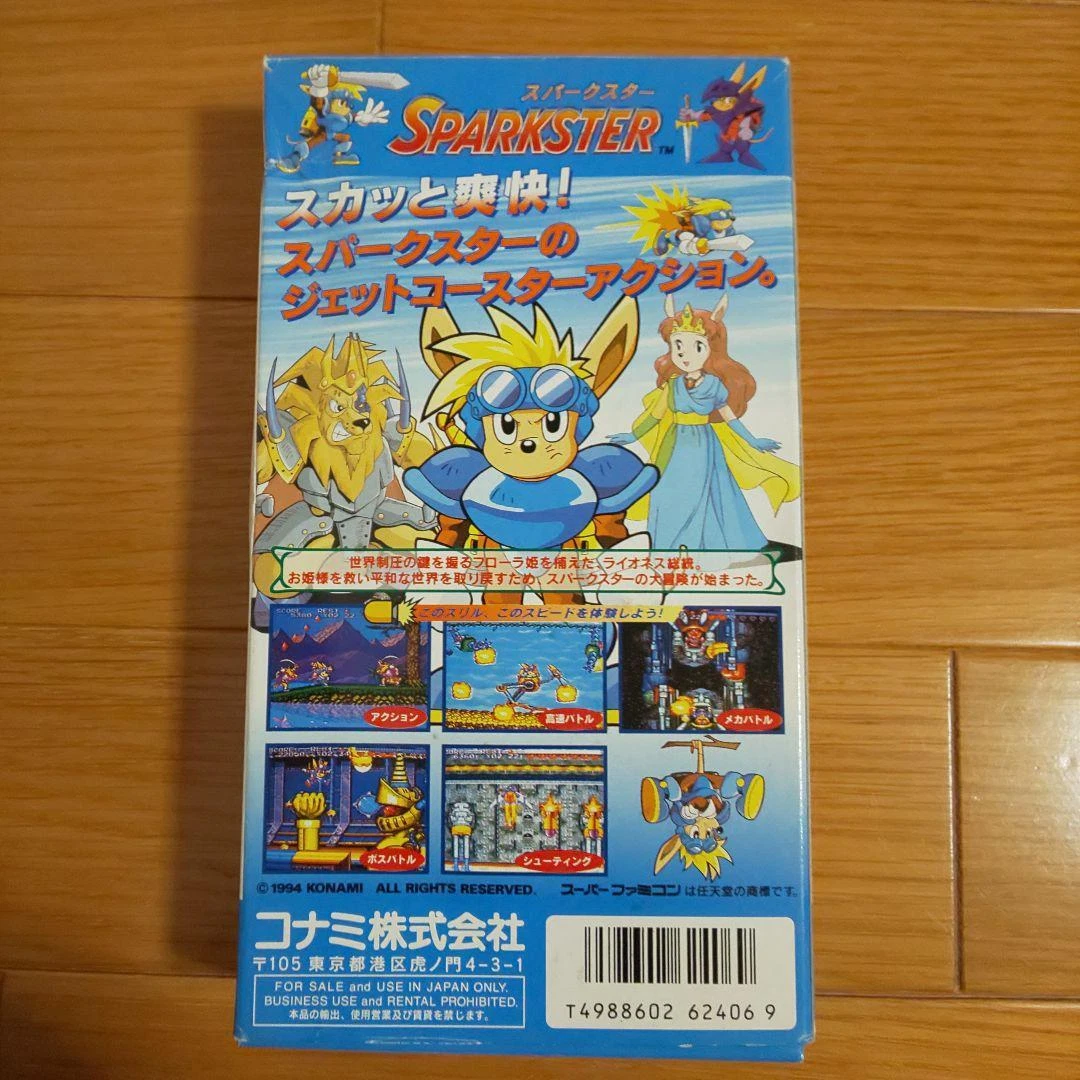 スパークスター
SPARKSTER™
スカッと爽快!
スパークスターの
ジェットコースターアクション。
世界制圧の鍵を握るフローラ姫を捕えた、ライオネス総統。
お姫様を救い平和な世界を取り戻すため、スパークスターの大冒険が始まった。
このスリル、このスピードを体験しよう!
アクション
高速バトル
メカバトル
ボスバトル
シューティング
©1994 KONAMI ALL RIGHTS RESERVED.
スーパーファミコンは任天堂の商標です。
コナミ株式会社
〒105 東京都港区虎ノ門4-3-1
FOR SALE and USE IN JAPAN ONLY.
BUSINESS USE and RENTAL PROHIBITED.
本品の輸出、使用営業及び賃貸を禁じます。
T4988602 62406 9